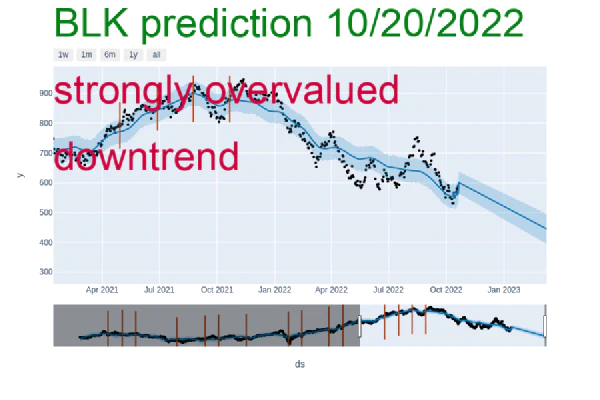 BLK prediction 10/20/2022
1w 1m 6m 1y all
strongly overvalued
downtrend
900
800
700
600
500
400
300
y
Apr 2021 Jul 2021 Oct 2021 Jan 2022 Apr 2022 Jul 2022 Oct 2022 Jan 2023
ds